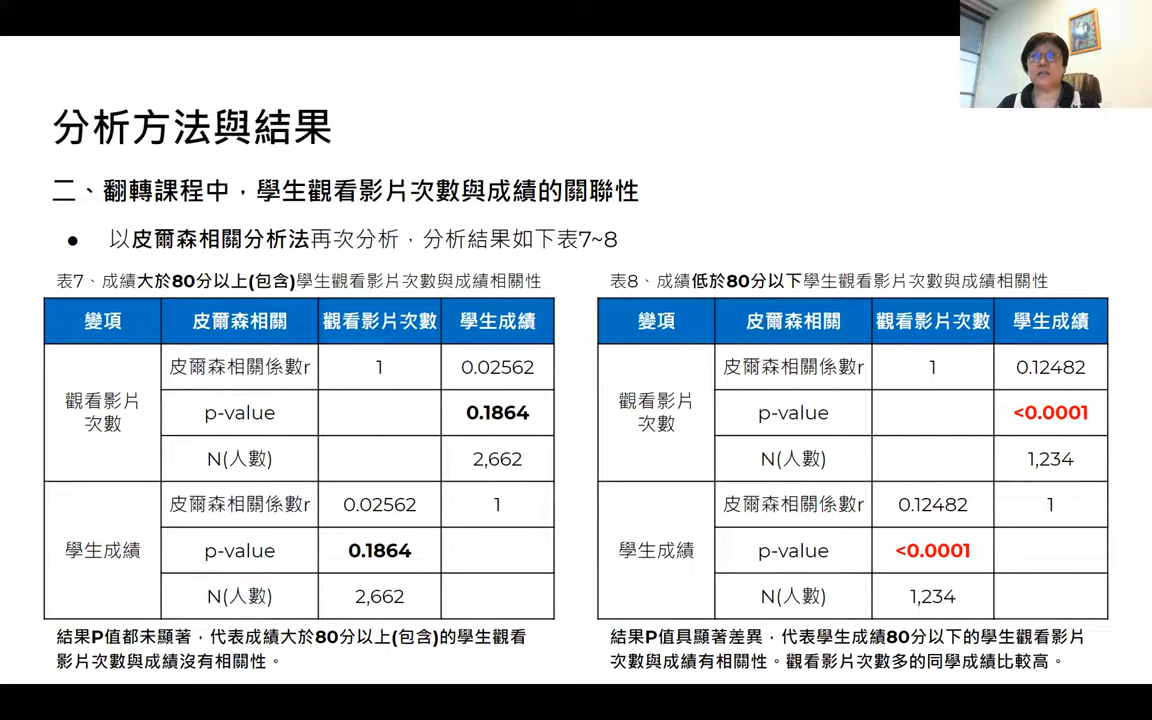 分析方法與結果
二、翻轉課程中，學生觀看影片次數與成績的關聯性
● 以皮爾森相關分析法再次分析，分析結果如下表7~8
表7、成績大於80分以上(包含)學生觀看影片次數與成績相關性
變項 皮爾森相關 觀看影片次數 學生成績
觀看影片
次數
皮爾森相關係數r 1 0.02562
p-value 0.1864
N(人數) 2,662
學生成績
皮爾森相關係數r 0.02562 1
p-value 0.1864
N(人數) 2,662
結果P值都未顯著，代表成績大於80分以上(包含)的學生觀看
影片次數與成績沒有相關性。
表8、成績低於80分以下學生觀看影片次數與成績相關性
變項 皮爾森相關 觀看影片次數 學生成績
觀看影片
次數
皮爾森相關係數r 1 0.12482
p-value <0.0001
N(人數) 1,234
學生成績
皮爾森相關係數r 0.12482 1
p-value <0.0001
N(人數) 1,234
結果P值具顯著差異，代表學生成績80分以下的學生觀看影片
次數與成績有相關性。觀看影片次數多的同學成績比較高。